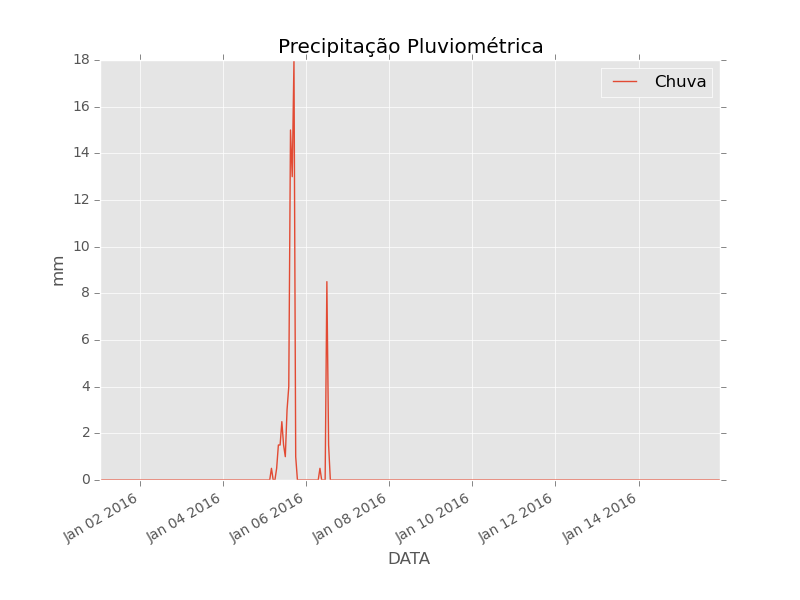 Precipitação Pluviométrica
Chuva
18
16
14
12
10
8
6
4
2
0
mm
Jan 02 2016
Jan 04 2016
Jan 06 2016
Jan 08 2016
Jan 10 2016
Jan 12 2016
Jan 14 2016
DATA